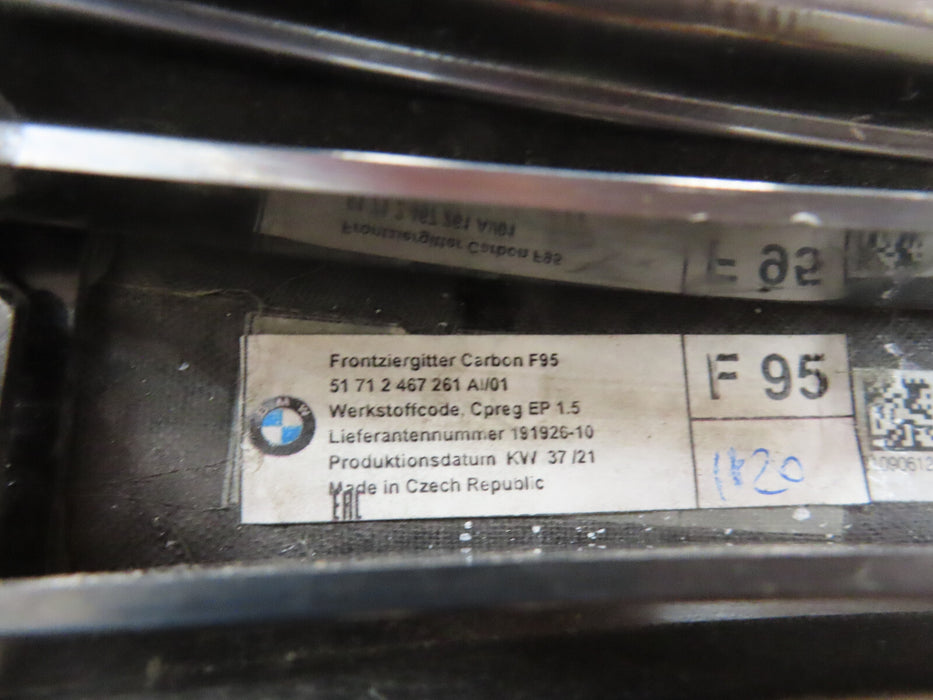 Frontziergitter Carbon F95
51 71 2 467 261 AI/01
Werkstoffcode, Cpreg EP 1.5
Lieferantennummer 191926-10
Produktionsdatum KW 37 /21
Made in Czech Republic
EAC
F 95